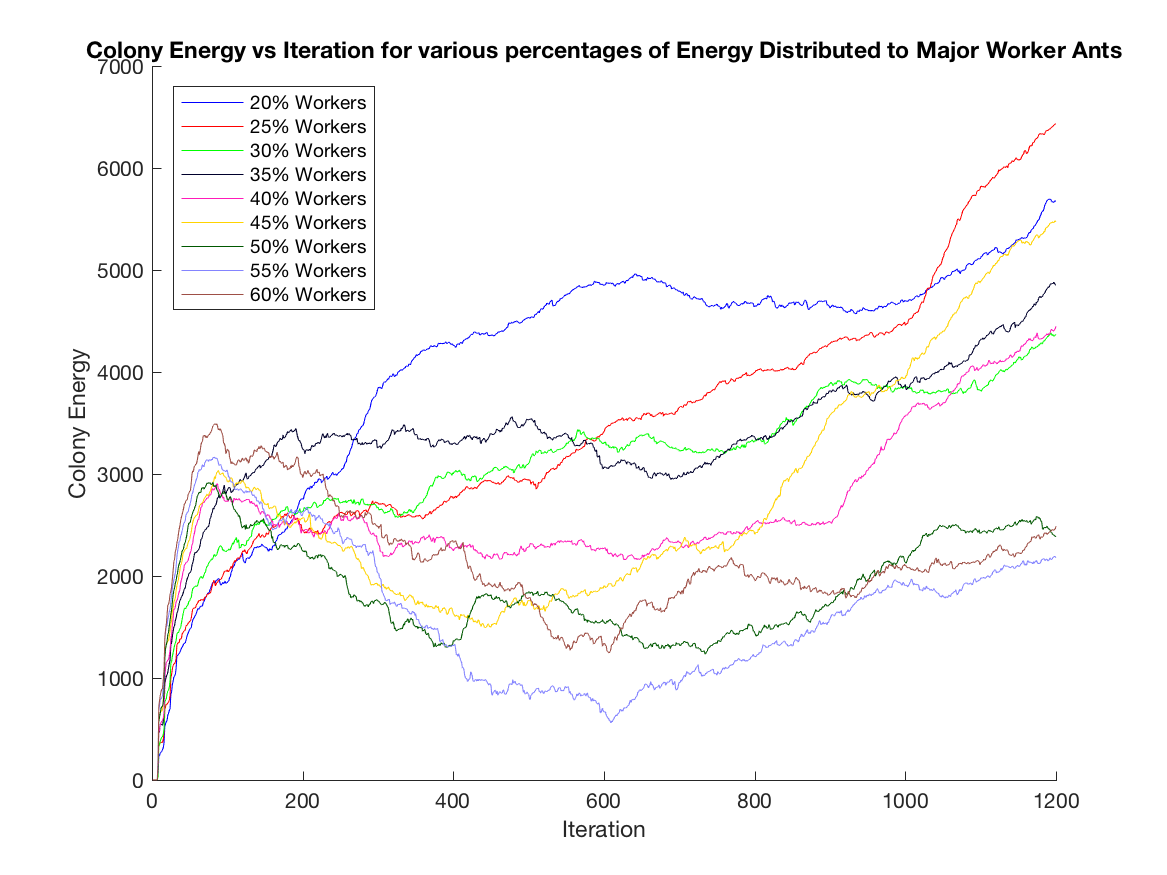 Colony Energy vs Iteration for various percentages of Energy Distributed to Major Worker Ants
7000
6000
5000
4000
3000
2000
1000
0
Colony Energy
20% Workers
25% Workers
30% Workers
35% Workers
40% Workers
45% Workers
50% Workers
55% Workers
60% Workers
0 200 400 600 800 1000 1200
Iteration